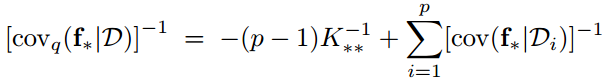 [cov_q(f_*|𝒟)]^{-1} = -(p - 1)K_{**}^{-1} + \sum_{i=1}^{p} [cov(f_*|𝒟_i)]^{-1}